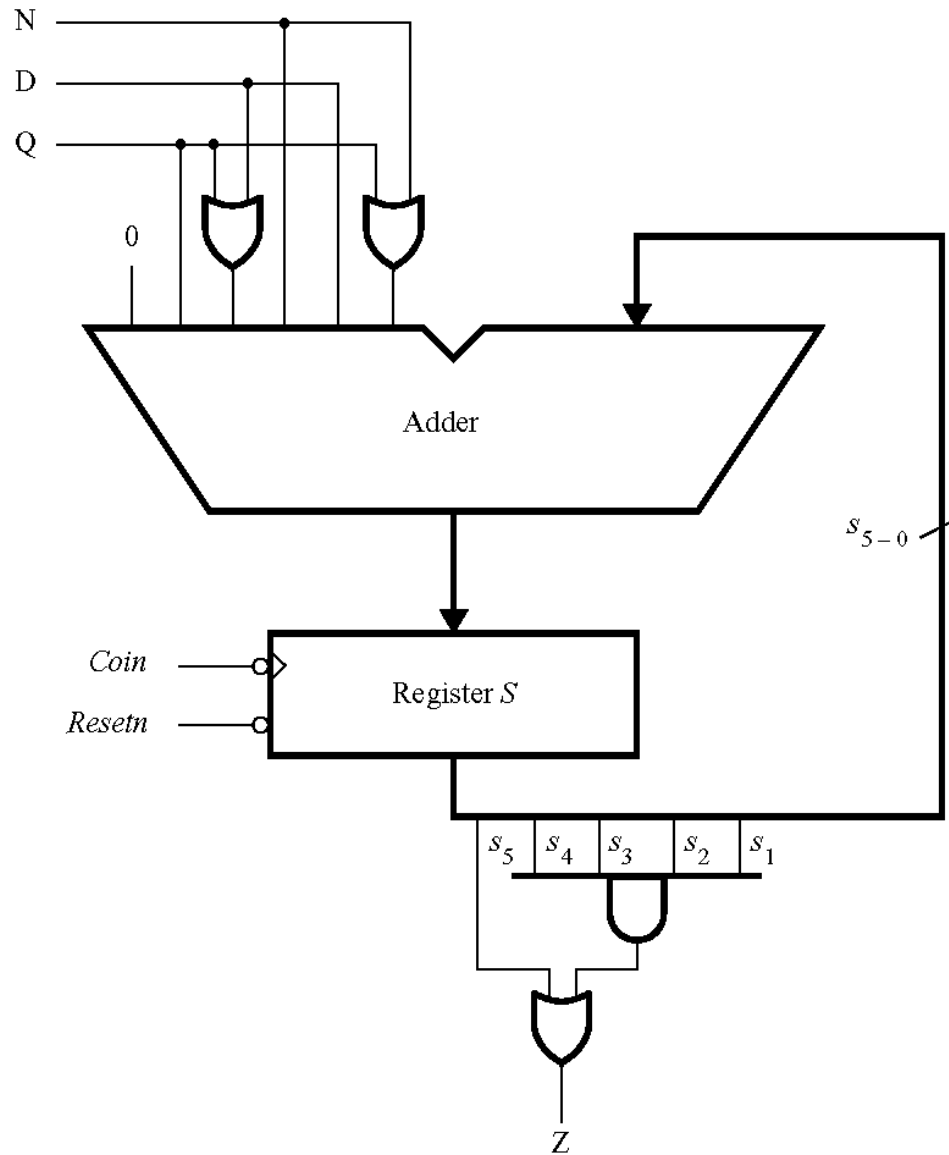 N
D
Q
0
Adder
s5–0
Coin
Register S
Resetn
s5 s4 s3 s2 s1
Z